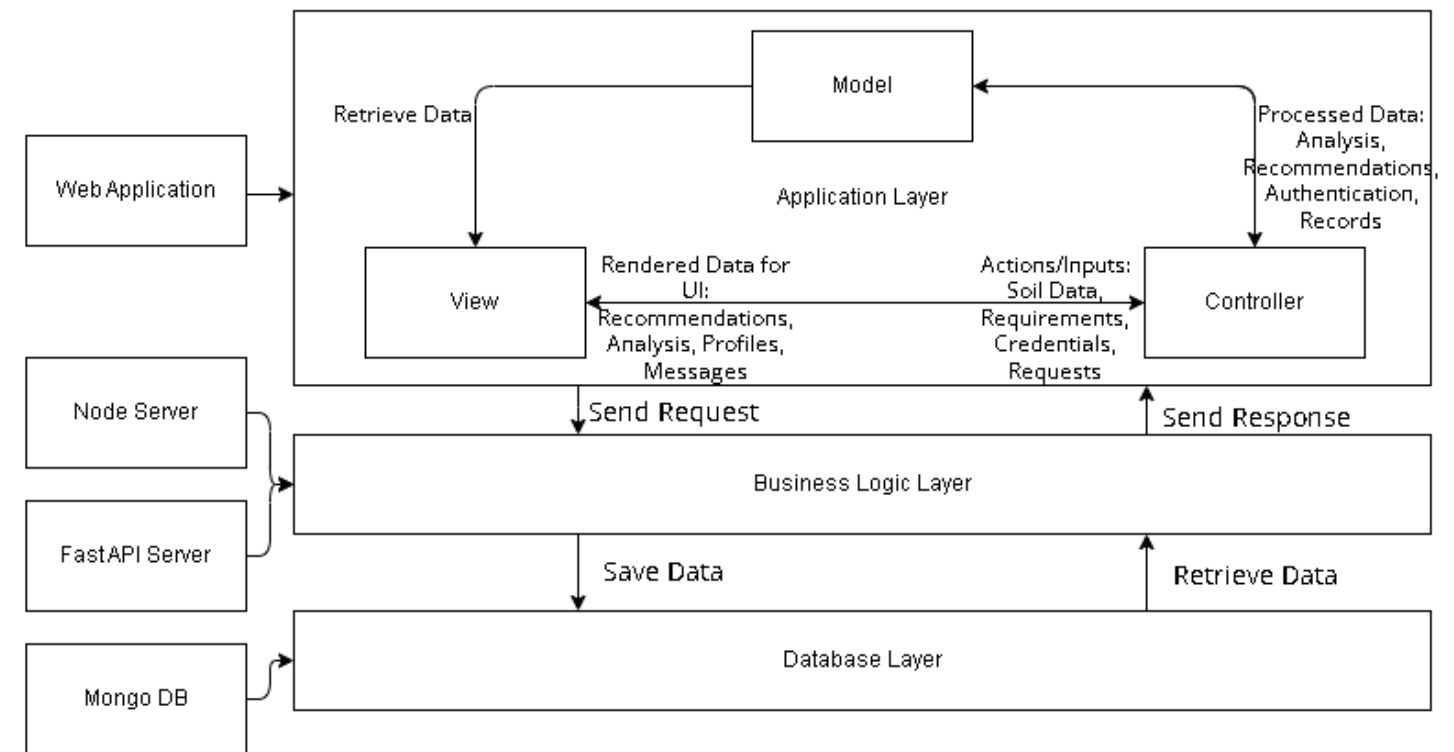 Model
Retrieve Data
Processed Data:
Analysis,
Recommendations,
Authentication,
Records
Web Application
Application Layer
View
Rendered Data for
UI:
Recommendations,
Analysis, Profiles,
Messages
Actions/Inputs:
Soil Data,
Requirements,
Credentials,
Requests
Controller
Node Server
Send Request
Send Response
Business Logic Layer
FastAPI Server
Save Data
Retrieve Data
Database Layer
Mongo DB